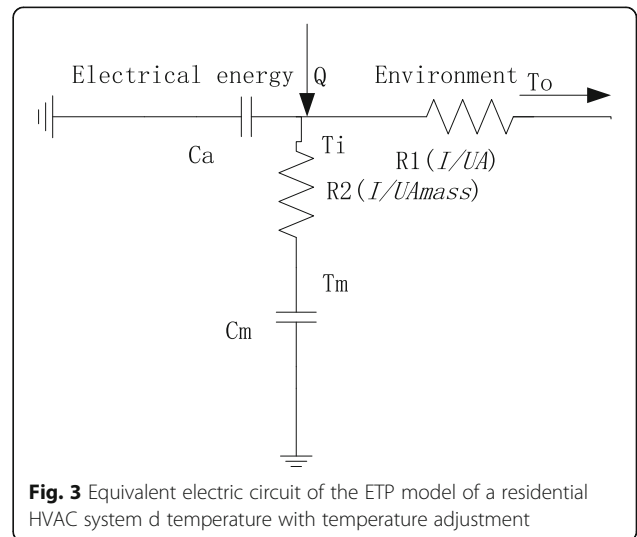 Electrical energy Q Environment To
Ca
Ti
R1(I/UA)
R2(I/UAmass)
Tm
Cm
Fig. 3 Equivalent electric circuit of the ETP model of a residential
HVAC system d temperature with temperature adjustment